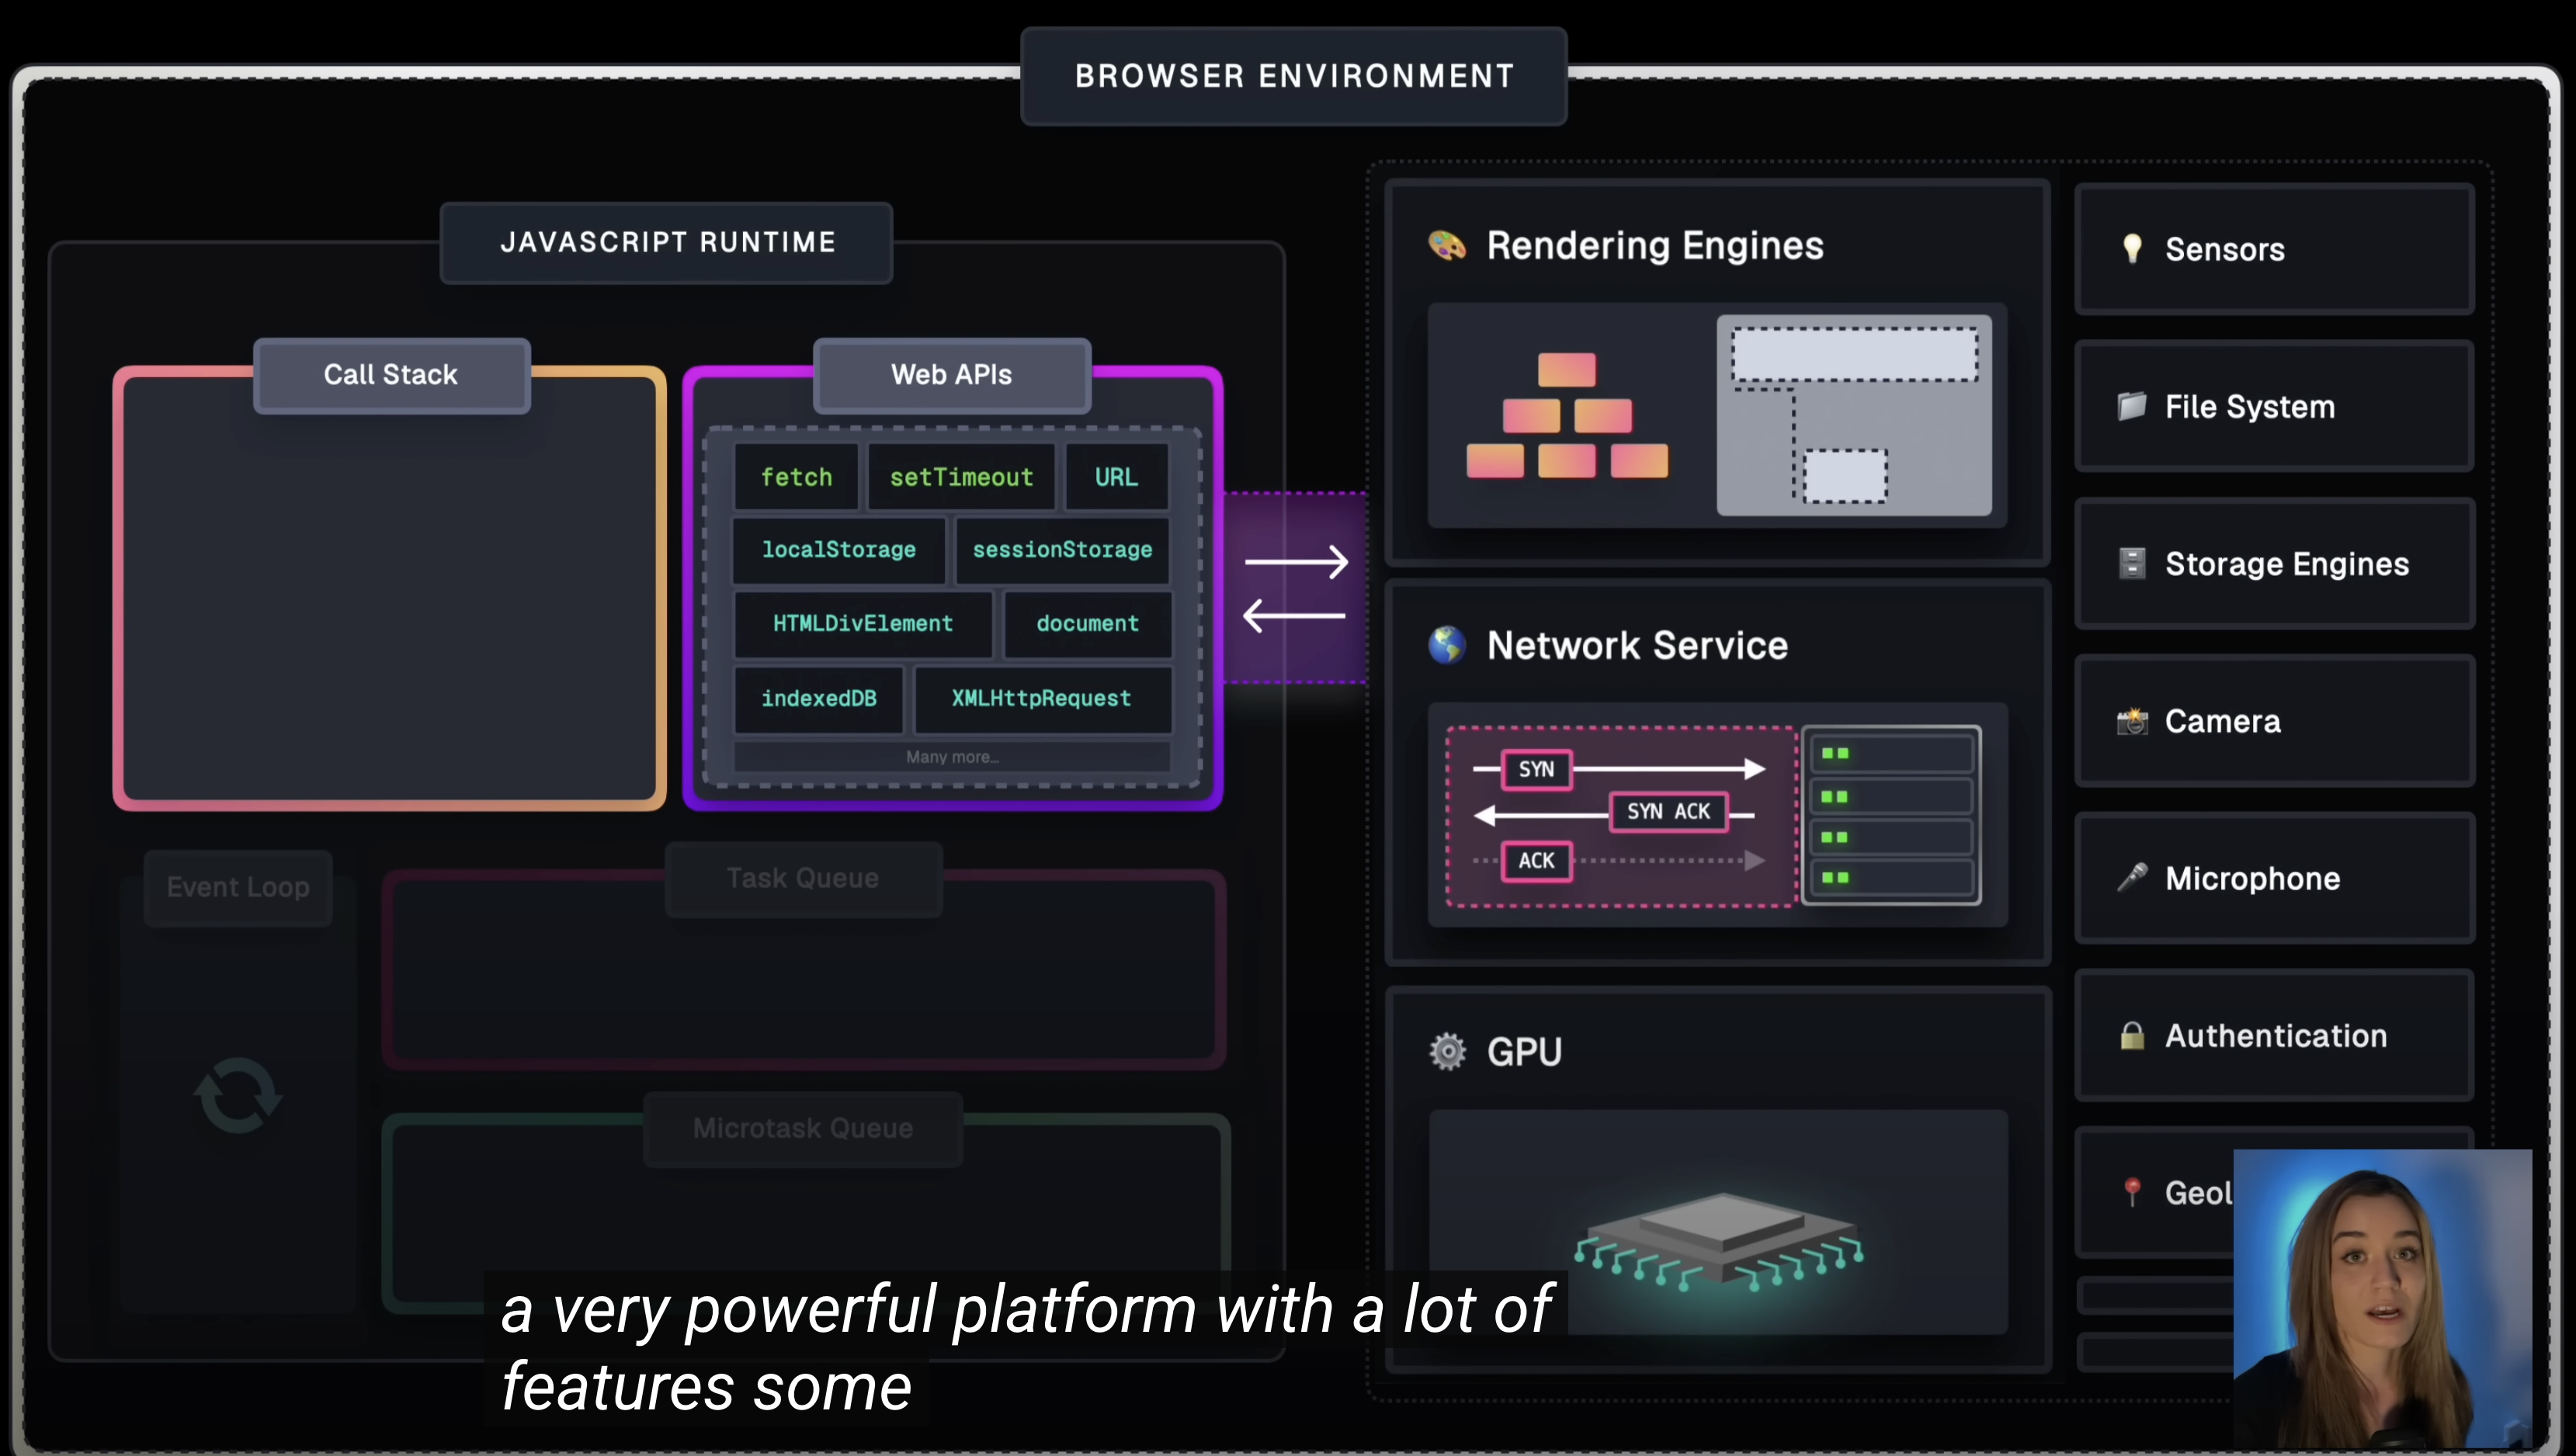 BROWSER ENVIRONMENT
JAVASCRIPT RUNTIME
Call Stack
Web APIs
fetch
setTimeout
URL
localStorage
sessionStorage
HTMLDivElement
document
indexedDB
XMLHttpRequest
Many more...
Event Loop
Task Queue
Microtask Queue
Rendering Engines
Network Service
SYN
SYN ACK
ACK
GPU
Sensors
File System
Storage Engines
Camera
Microphone
Authentication
Geol
a very powerful platform with a lot of
features some